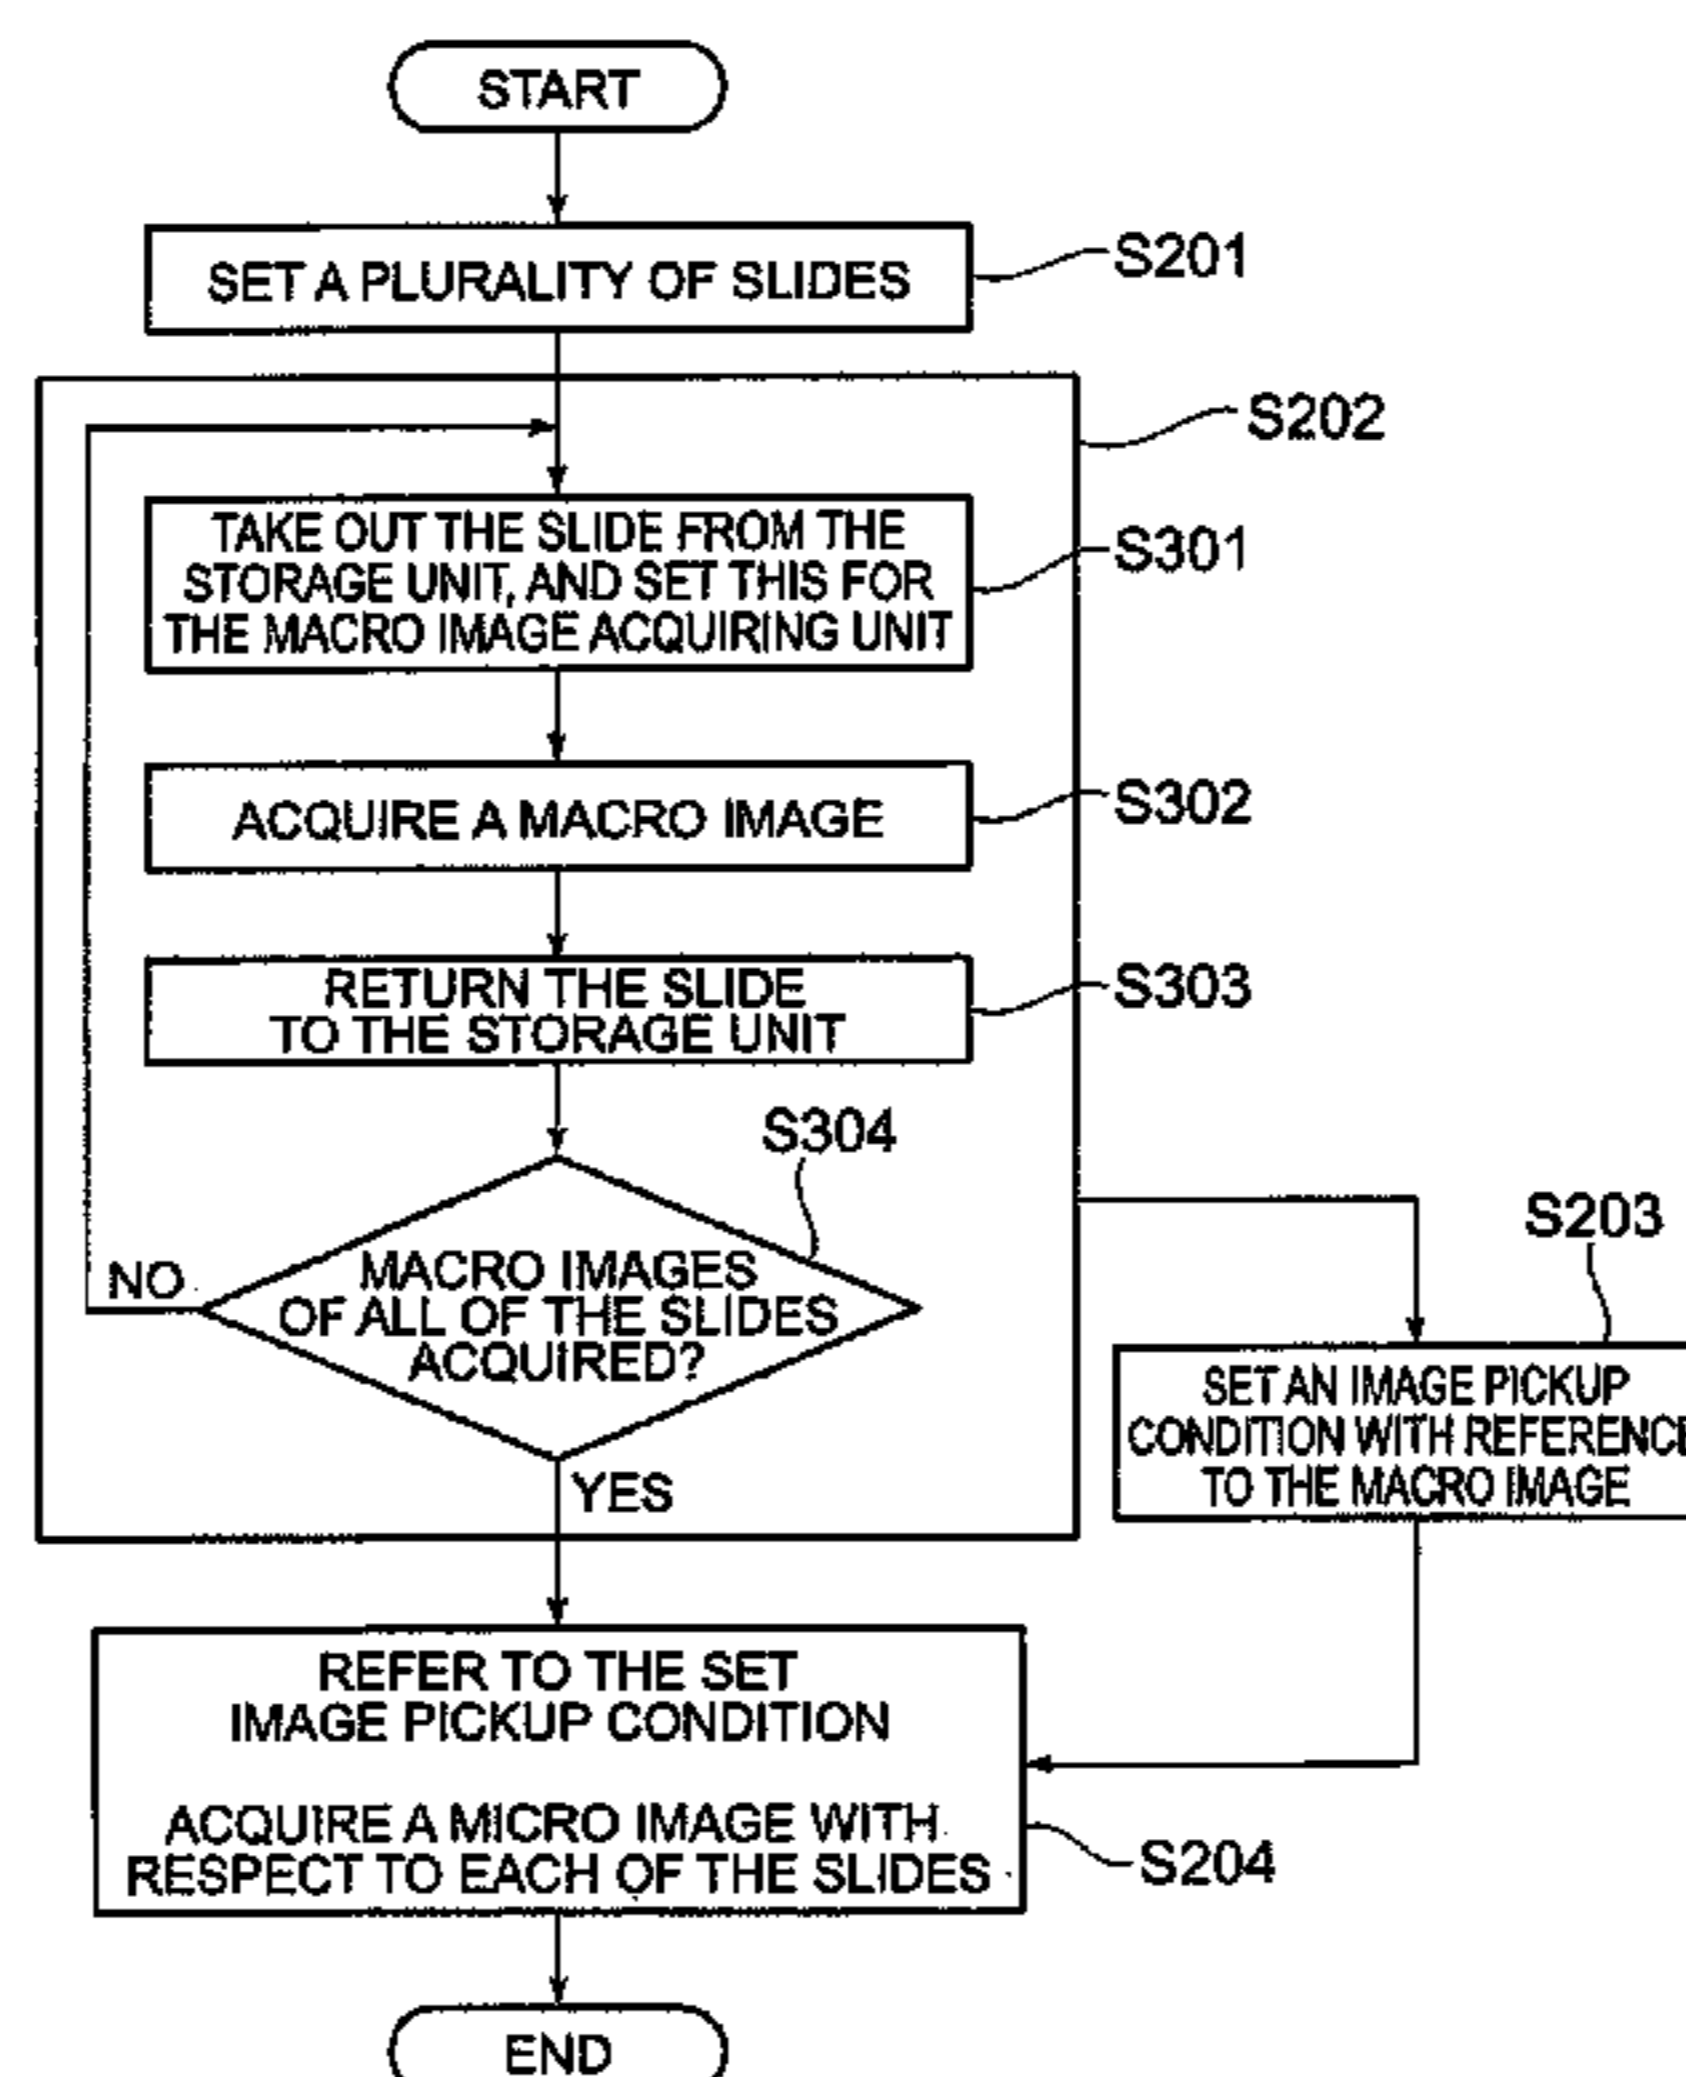 START
SET A PLURALITY OF SLIDES
S201
S202
TAKE OUT THE SLIDE FROM THE
STORAGE UNIT, AND SET THIS FOR
THE MACRO IMAGE ACQUIRING UNIT
S301
ACQUIRE A MACRO IMAGE
S302
RETURN THE SLIDE
TO THE STORAGE UNIT
S303
S304
MACRO IMAGES
OF ALL OF THE SLIDES
ACQUIRED?
NO
YES
S203
SET AN IMAGE PICKUP
CONDITION WITH REFERENCE
TO THE MACRO IMAGE
REFER TO THE SET
IMAGE PICKUP CONDITION
ACQUIRE A MICRO IMAGE WITH
RESPECT TO EACH OF THE SLIDES
S204
END